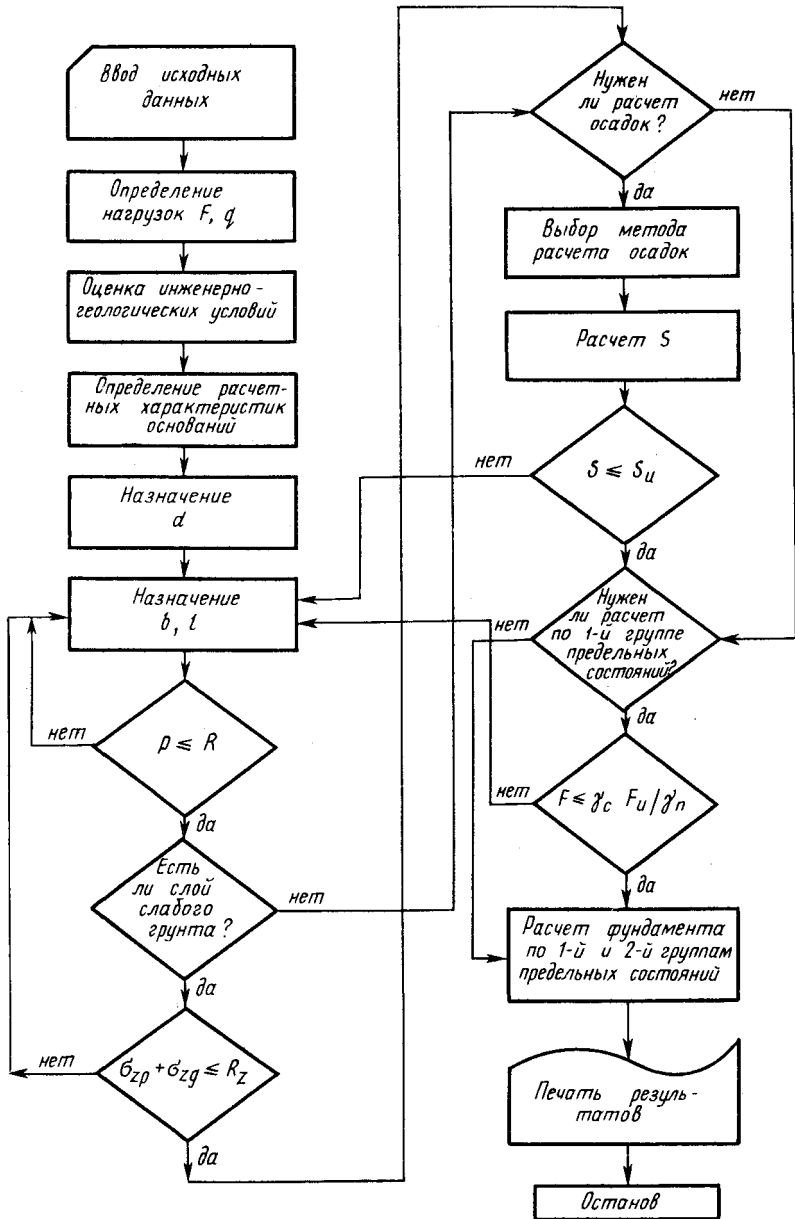 Ввод исходных
данных
Определение
нагрузок F, q
Оценка инженерно-
геологических условий
Определение расчет-
ных характеристик
оснований
Назначение
d
Назначение
b, l
p ≤ R
нет
да
Есть
ли слой
слабого
грунта?
нет
да
σzp + σzg ≤ Rz
нет
да
Нужен
ли расчет
осадок?
нет
да
Выбор метода
расчета осадок
Расчет S
S ≤ Su
нет
да
Нужен
ли расчет
по 1-й группе
предельных
состояний?
нет
да
F ≤ γc Fu/γn
нет
да
Расчет фундамента
по 1-й и 2-й группам
предельных состояний
Печать резуль-
татов
Останов